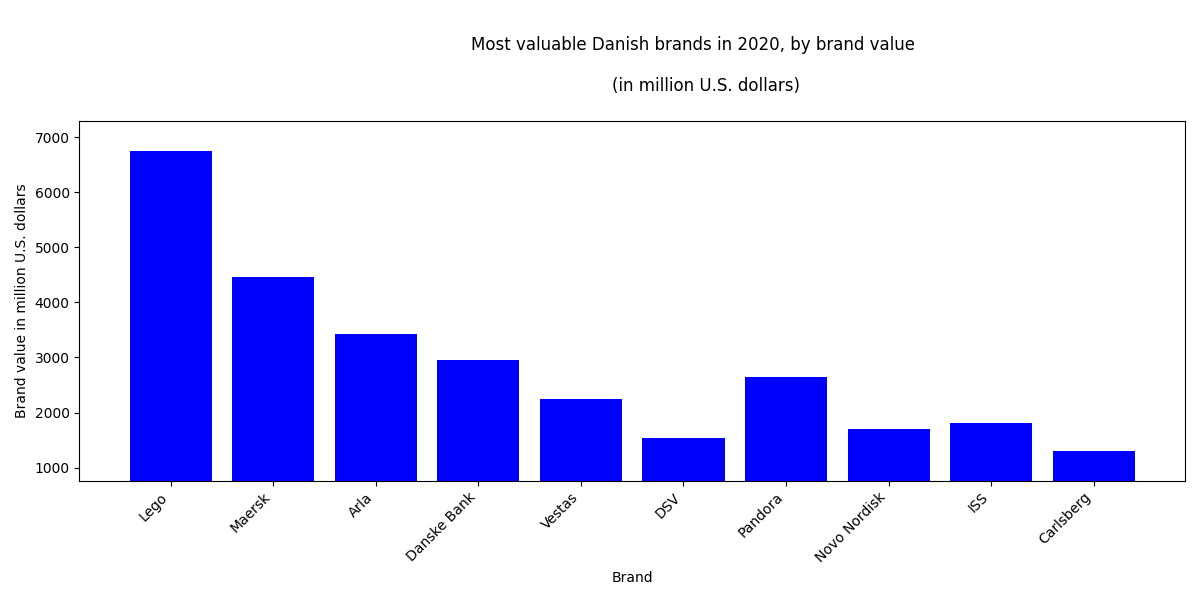 Most valuable Danish brands in 2020, by brand value
(in million U.S. dollars)
Brand value in million U.S. dollars
7000
6000
5000
4000
3000
2000
1000
Lego
Maersk
Arla
Danske Bank
Vestas
DSV
Pandora
Novo Nordisk
ISS
Carlsberg
Brand